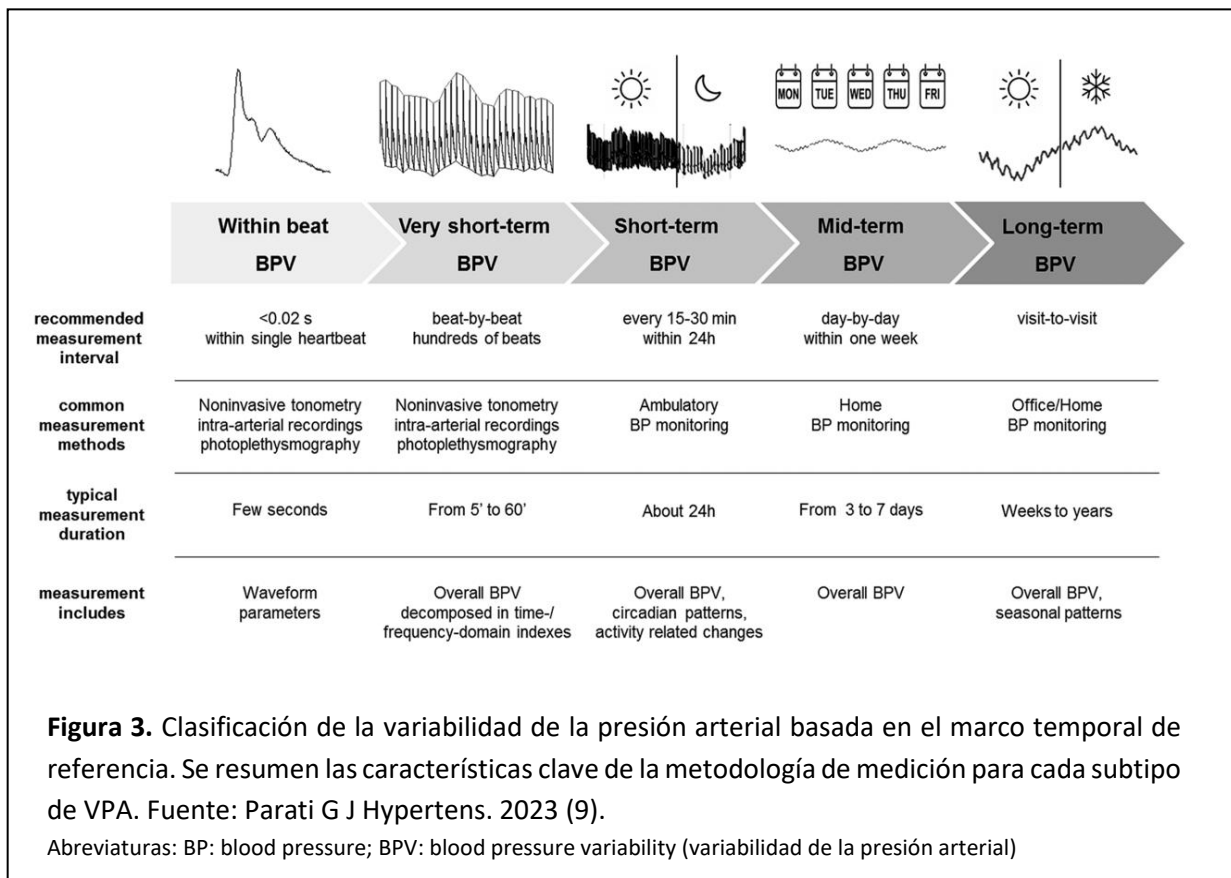 MON TUE WED THU FRI
Within beat
BPV
Very short-term
BPV
Short-term
BPV
Mid-term
BPV
Long-term
BPV
recommended
measurement
interval
<0.02 s
within single heartbeat
beat-by-beat
hundreds of beats
every 15-30 min
within 24h
day-by-day
within one week
visit-to-visit
common
measurement
methods
Noninvasive tonometry
intra-arterial recordings
photoplethysmography
Noninvasive tonometry
intra-arterial recordings
photoplethysmography
Ambulatory
BP monitoring
Home
BP monitoring
Office/Home
BP monitoring
typical
measurement
duration
Few seconds
From 5' to 60'
About 24h
From 3 to 7 days
Weeks to years
measurement
includes
Waveform
parameters
Overall BPV
decomposed in time-/
frequency-domain indexes
Overall BPV,
circadian patterns,
activity related changes
Overall BPV
Overall BPV,
seasonal patterns
Figura 3. Clasificación de la variabilidad de la presión arterial basada en el marco temporal de
referencia. Se resumen las características clave de la metodología de medición para cada subtipo
de VPA. Fuente: Parati G J Hypertens. 2023 (9).
Abreviaturas: BP: blood pressure; BPV: blood pressure variability (variabilidad de la presión arterial)